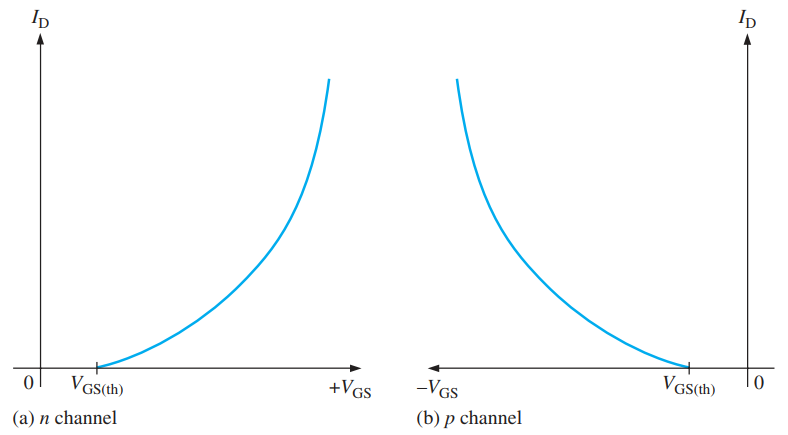 I_D
0 V_GS(th) +V_GS
(a) n channel
I_D
−V_GS V_GS(th) 0
(b) p channel